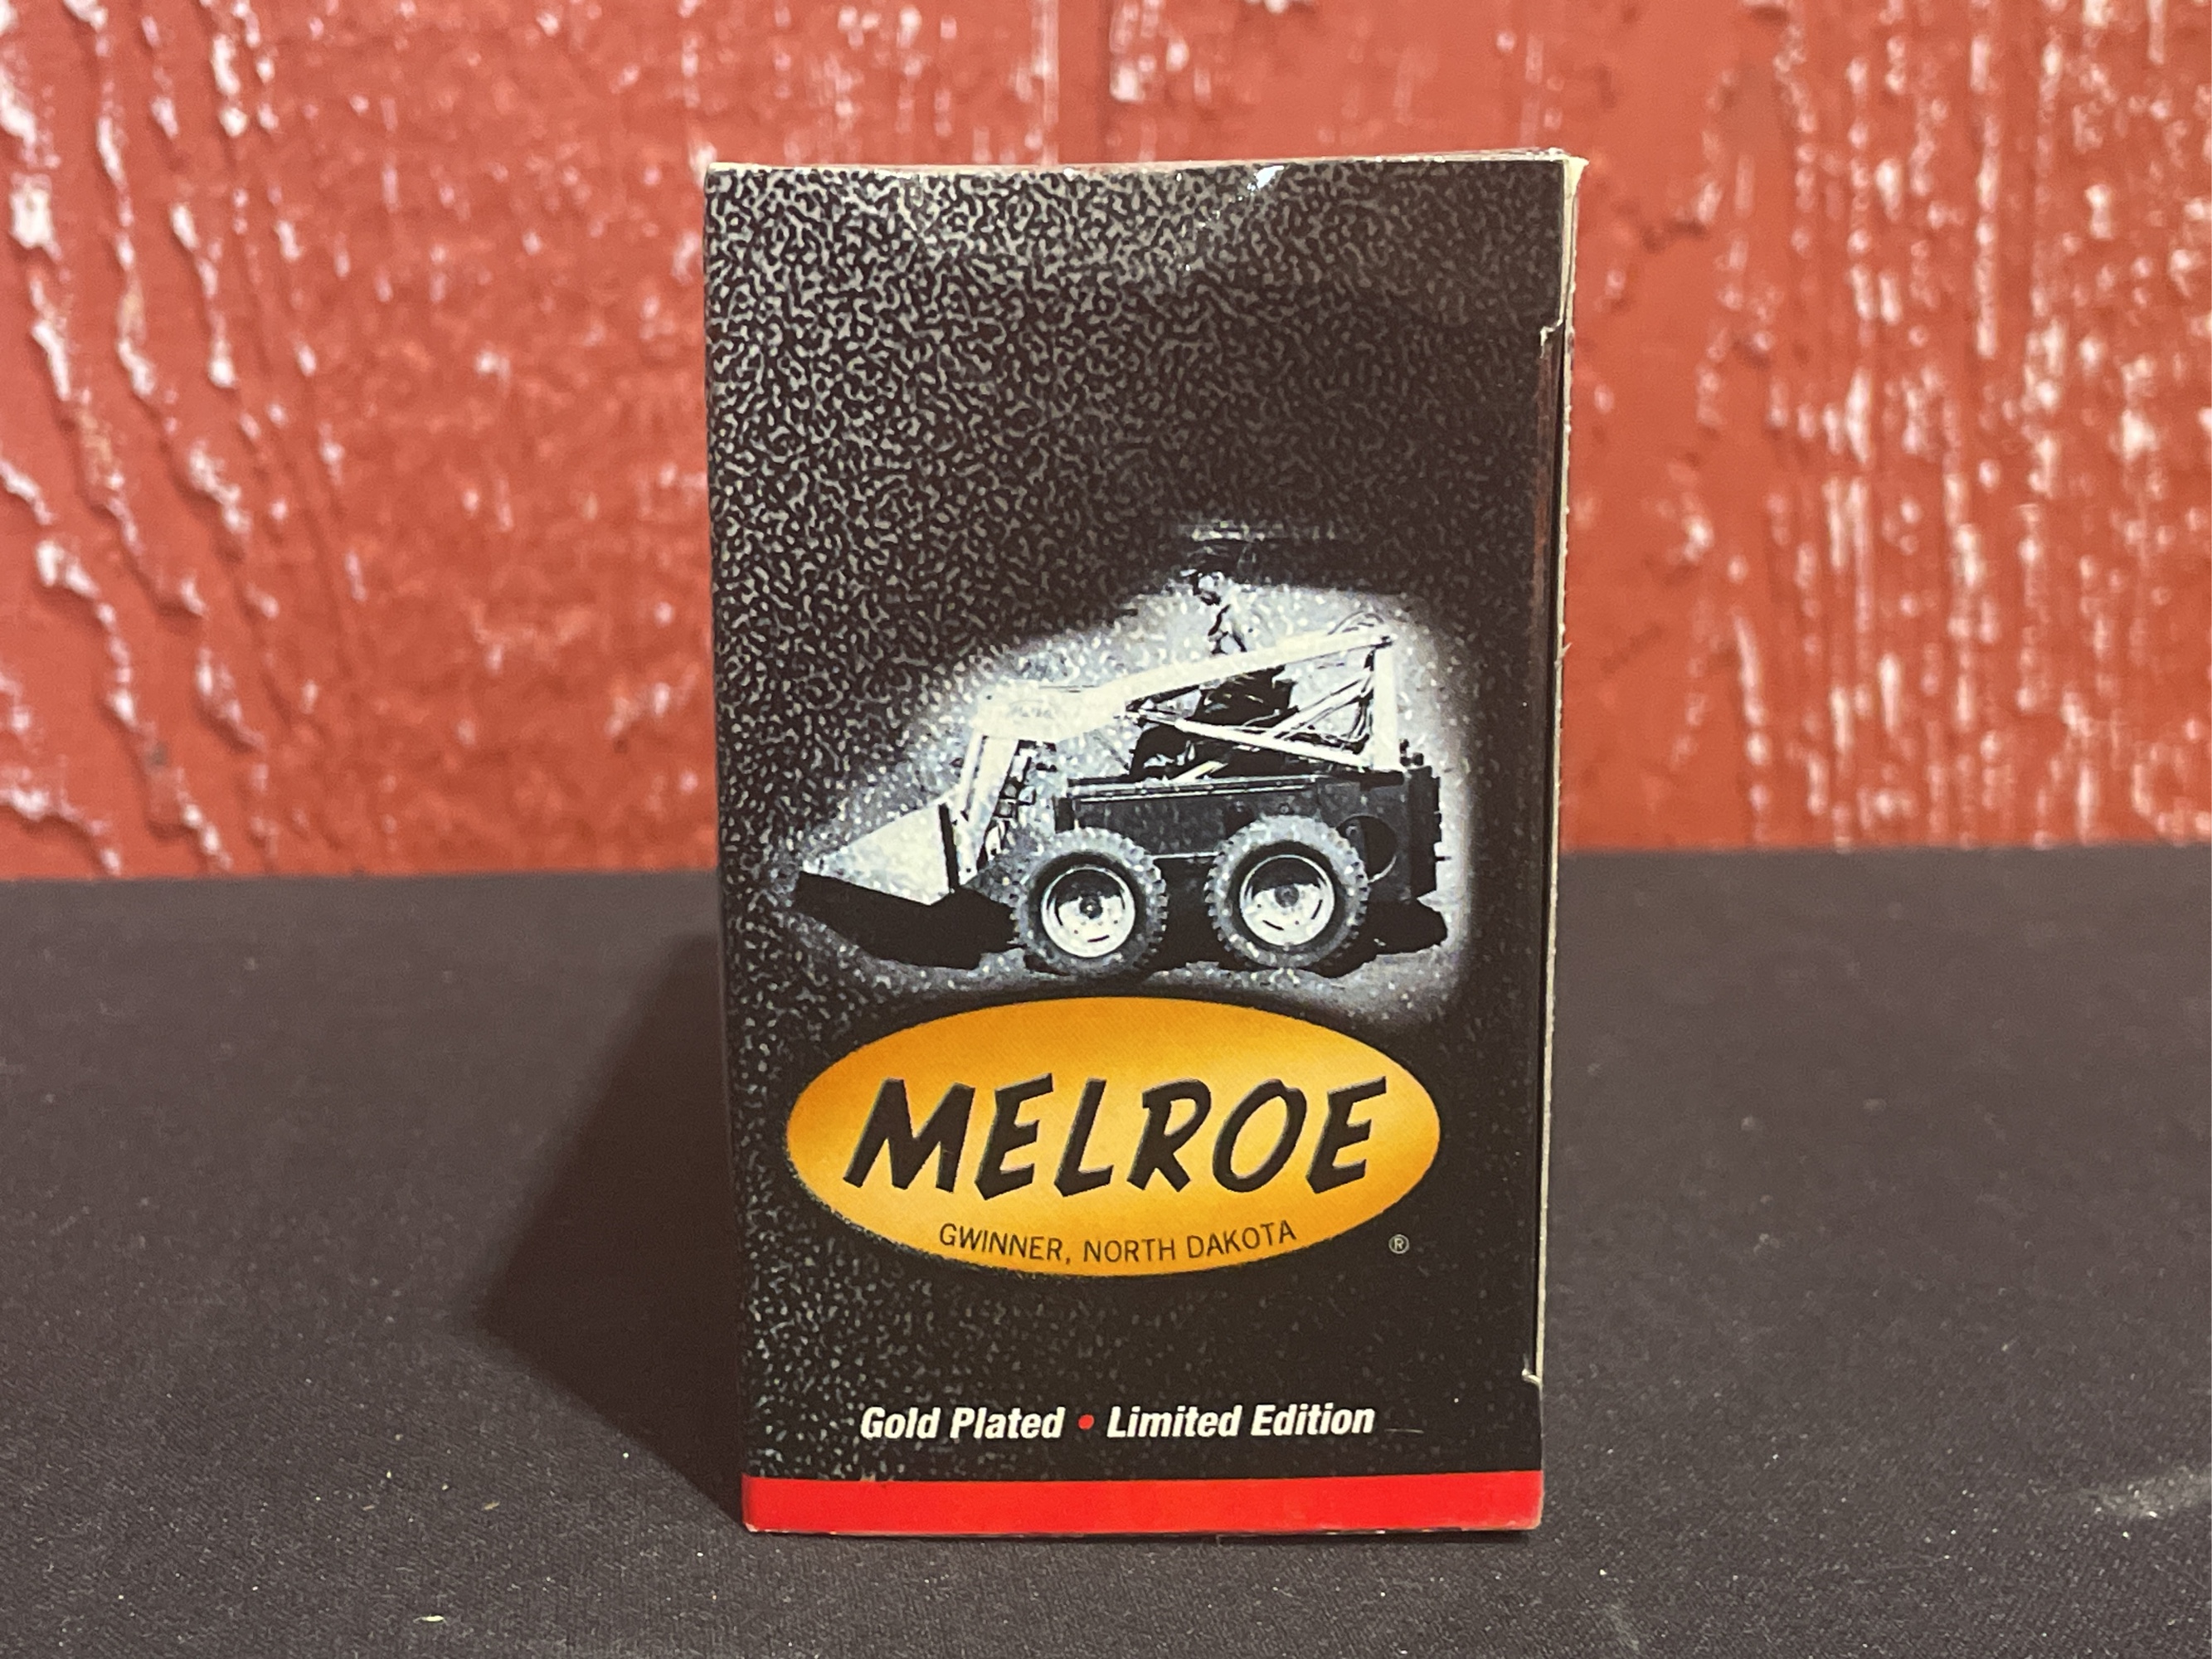 MELROE
GWINNER, NORTH DAKOTA
®
Gold Plated • Limited Edition